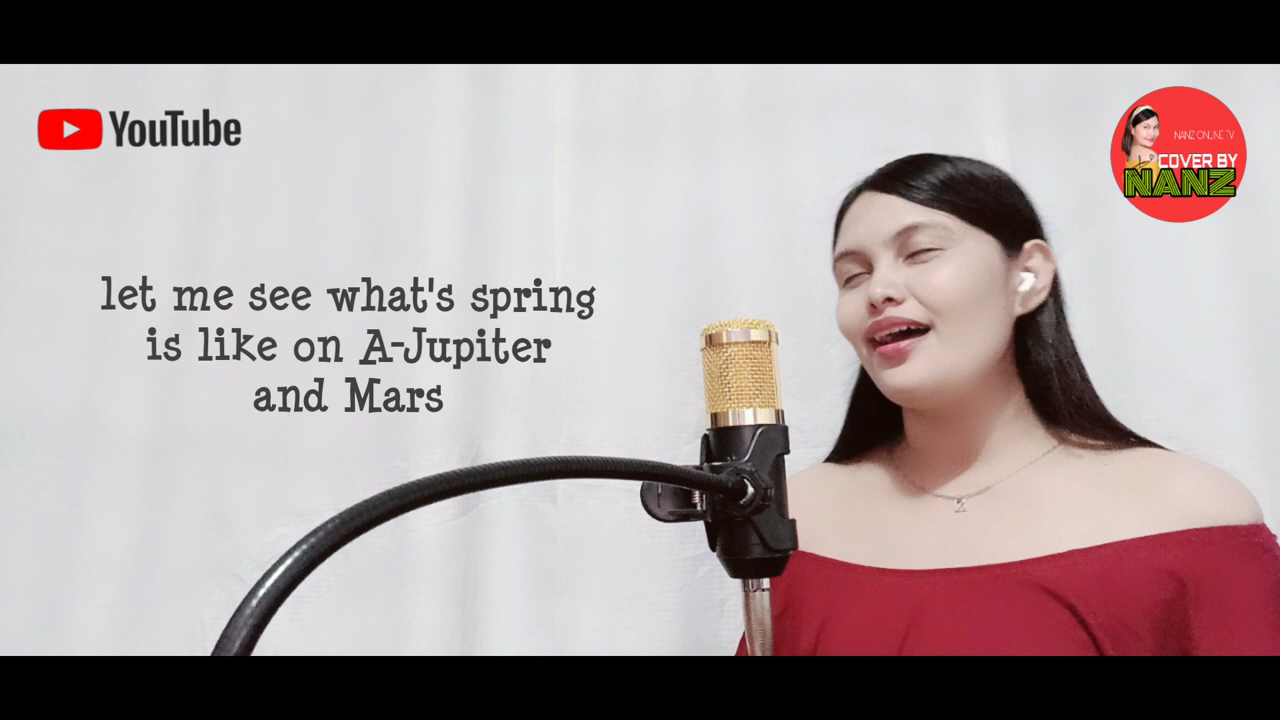 YouTube
NANZ ONLINE TV
COVER BY
NANZ
let me see what's spring
is like on A-Jupiter
and Mars
Z